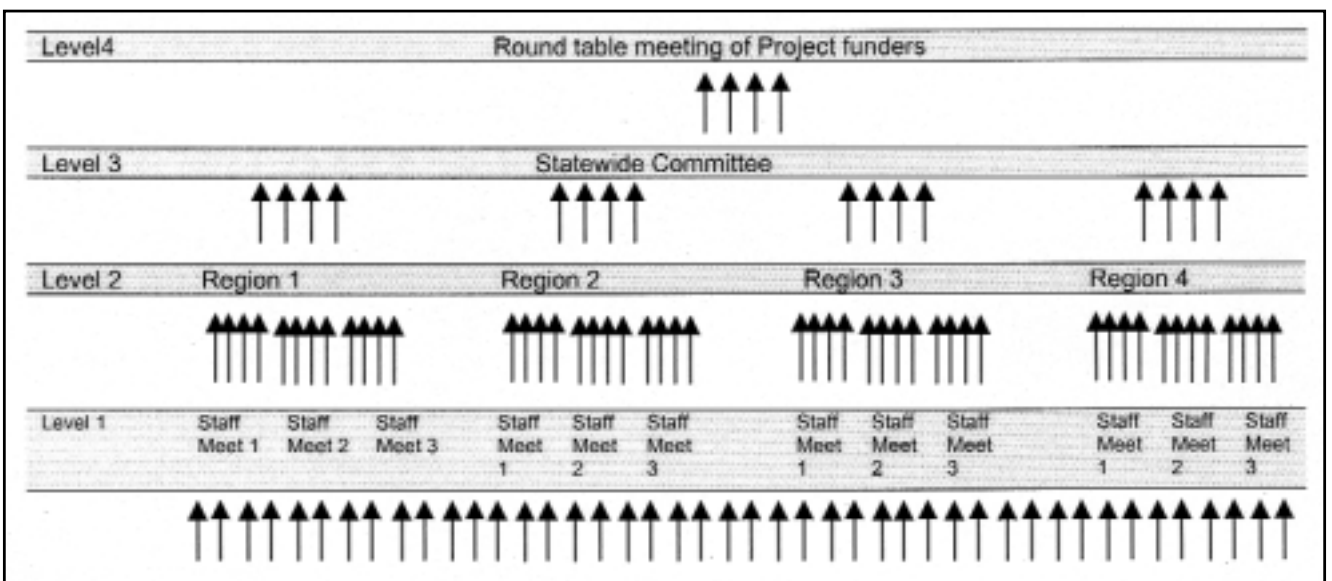 Level4 Round table meeting of Project funders
Level 3 Statewide Committee
Level 2 Region 1 Region 2 Region 3 Region 4
Level 1 Staff Staff Staff Staff Staff Staff Staff Staff Staff Staff Staff Staff
Meet 1 Meet 2 Meet 3 Meet Meet Meet Meet Meet Meet Meet Meet Meet
1 2 3 1 2 3 1 2 3